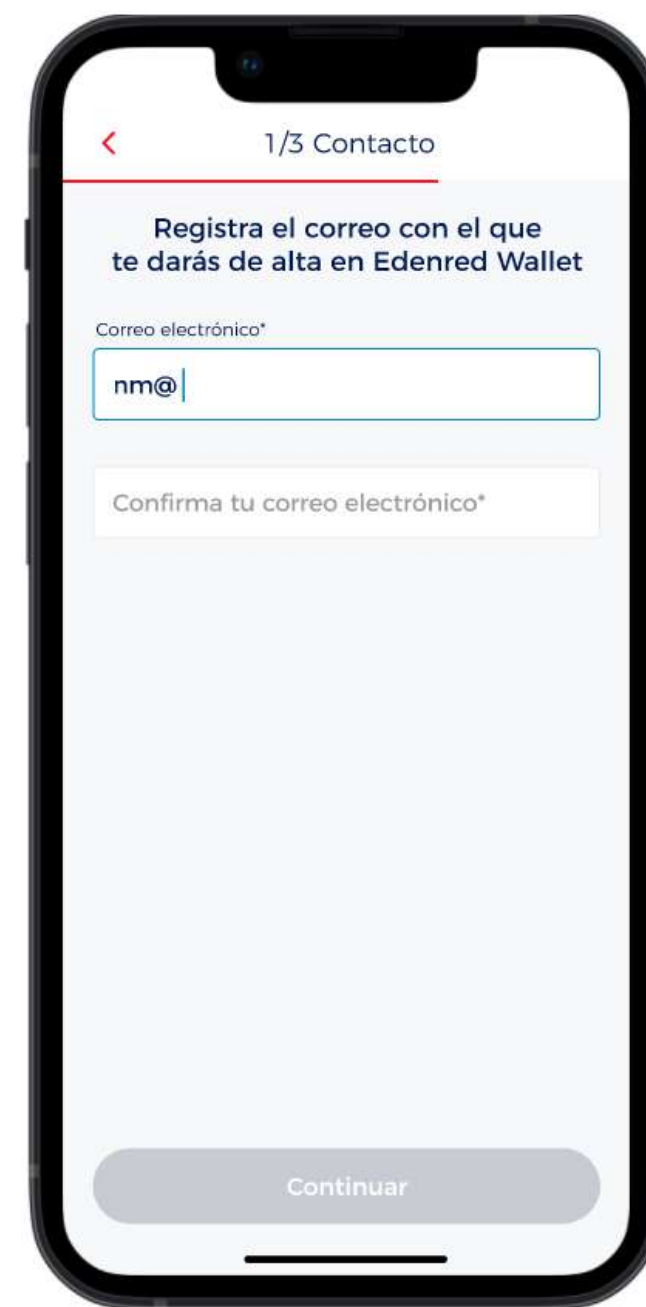 1/3 Contacto
Registra el correo con el que
te darás de alta en Edenred Wallet
Correo electrónico*
nm@
Confirma tu correo electrónico*
Continuar